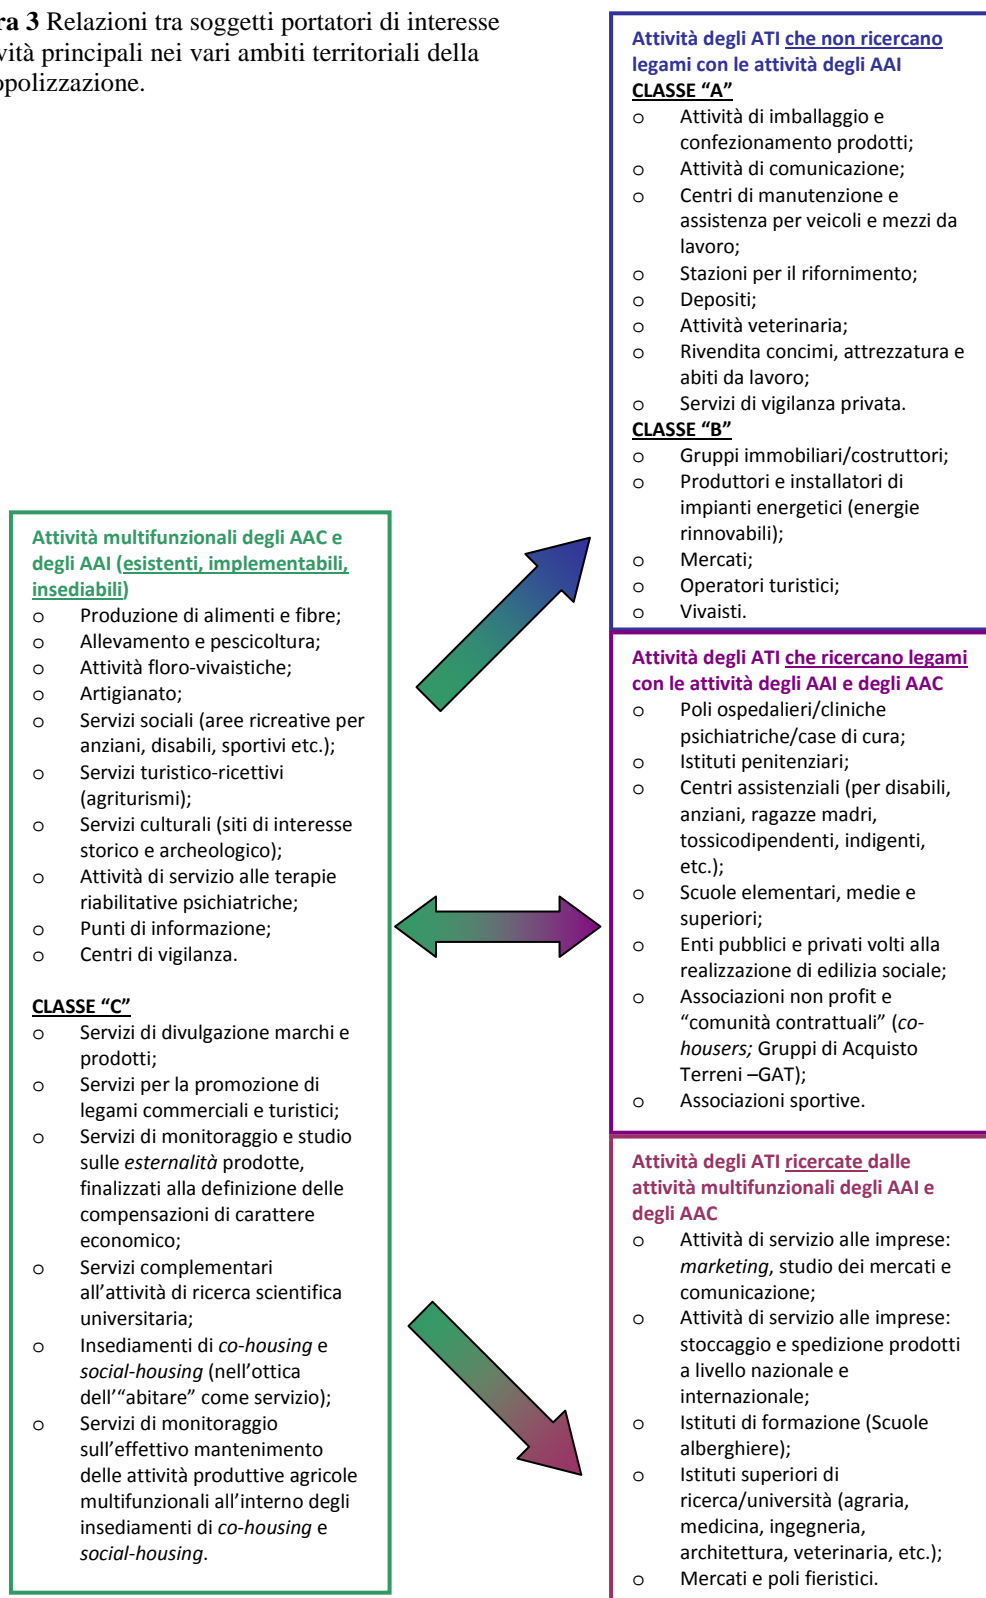 ra 3 Relazioni tra soggetti portatori di interesse
vità principali nei vari ambiti territoriali della
opolizzazione.
Attività multifunzionali degli AAC e
degli AAI (esistenti, implementabili,
insediabili)
o Produzione di alimenti e fibre;
o Allevamento e pescicoltura;
o Attività floro-vivaistiche;
o Artigianato;
o Servizi sociali (aree ricreative per
anziani, disabili, sportivi etc.);
o Servizi turistico-ricettivi
(agriturismi);
o Servizi culturali (siti di interesse
storico e archeologico);
o Attività di servizio alle terapie
riabilitative psichiatriche;
o Punti di informazione;
o Centri di vigilanza.
CLASSE “C”
o Servizi di divulgazione marchi e
prodotti;
o Servizi per la promozione di
legami commerciali e turistici;
o Servizi di monitoraggio e studio
sulle esternalità prodotte,
finalizzati alla definizione delle
compensazioni di carattere
economico;
o Servizi complementari
all’attività di ricerca scientifica
universitaria;
o Insediamenti di co-housing e
social-housing (nell’ottica
dell’“abitare” come servizio);
o Servizi di monitoraggio
sull’effettivo mantenimento
delle attività produttive agricole
multifunzionali all’interno degli
insediamenti di co-housing e
social-housing.
Attività degli ATI che non ricercano
legami con le attività degli AAI
CLASSE “A”
o Attività di imballaggio e
confezionamento prodotti;
o Attività di comunicazione;
o Centri di manutenzione e
assistenza per veicoli e mezzi da
lavoro;
o Stazioni per il rifornimento;
o Depositi;
o Attività veterinaria;
o Rivendita concimi, attrezzatura e
abiti da lavoro;
o Servizi di vigilanza privata.
CLASSE “B”
o Gruppi immobiliari/costruttori;
o Produttori e installatori di
impianti energetici (energie
rinnovabili);
o Mercati;
o Operatori turistici;
o Vivaisti.
Attività degli ATI che ricercano legami
con le attività degli AAI e degli AAC
o Poli ospedalieri/cliniche
psichiatriche/case di cura;
o Istituti penitenziari;
o Centri assistenziali (per disabili,
anziani, ragazze madri,
tossicodipendenti, indigenti,
etc.);
o Scuole elementari, medie e
superiori;
o Enti pubblici e privati volti alla
realizzazione di edilizia sociale;
o Associazioni non profit e
“comunità contrattuali” (co-
housers; Gruppi di Acquisto
Terreni –GAT);
o Associazioni sportive.
Attività degli ATI ricercate dalle
attività multifunzionali degli AAI e
degli AAC
o Attività di servizio alle imprese:
marketing, studio dei mercati e
comunicazione;
o Attività di servizio alle imprese:
stoccaggio e spedizione prodotti
a livello nazionale e
internazionale;
o Istituti di formazione (Scuole
alberghiere);
o Istituti superiori di
ricerca/università (agraria,
medicina, ingegneria,
architettura, veterinaria, etc.);
o Mercati e poli fieristici.